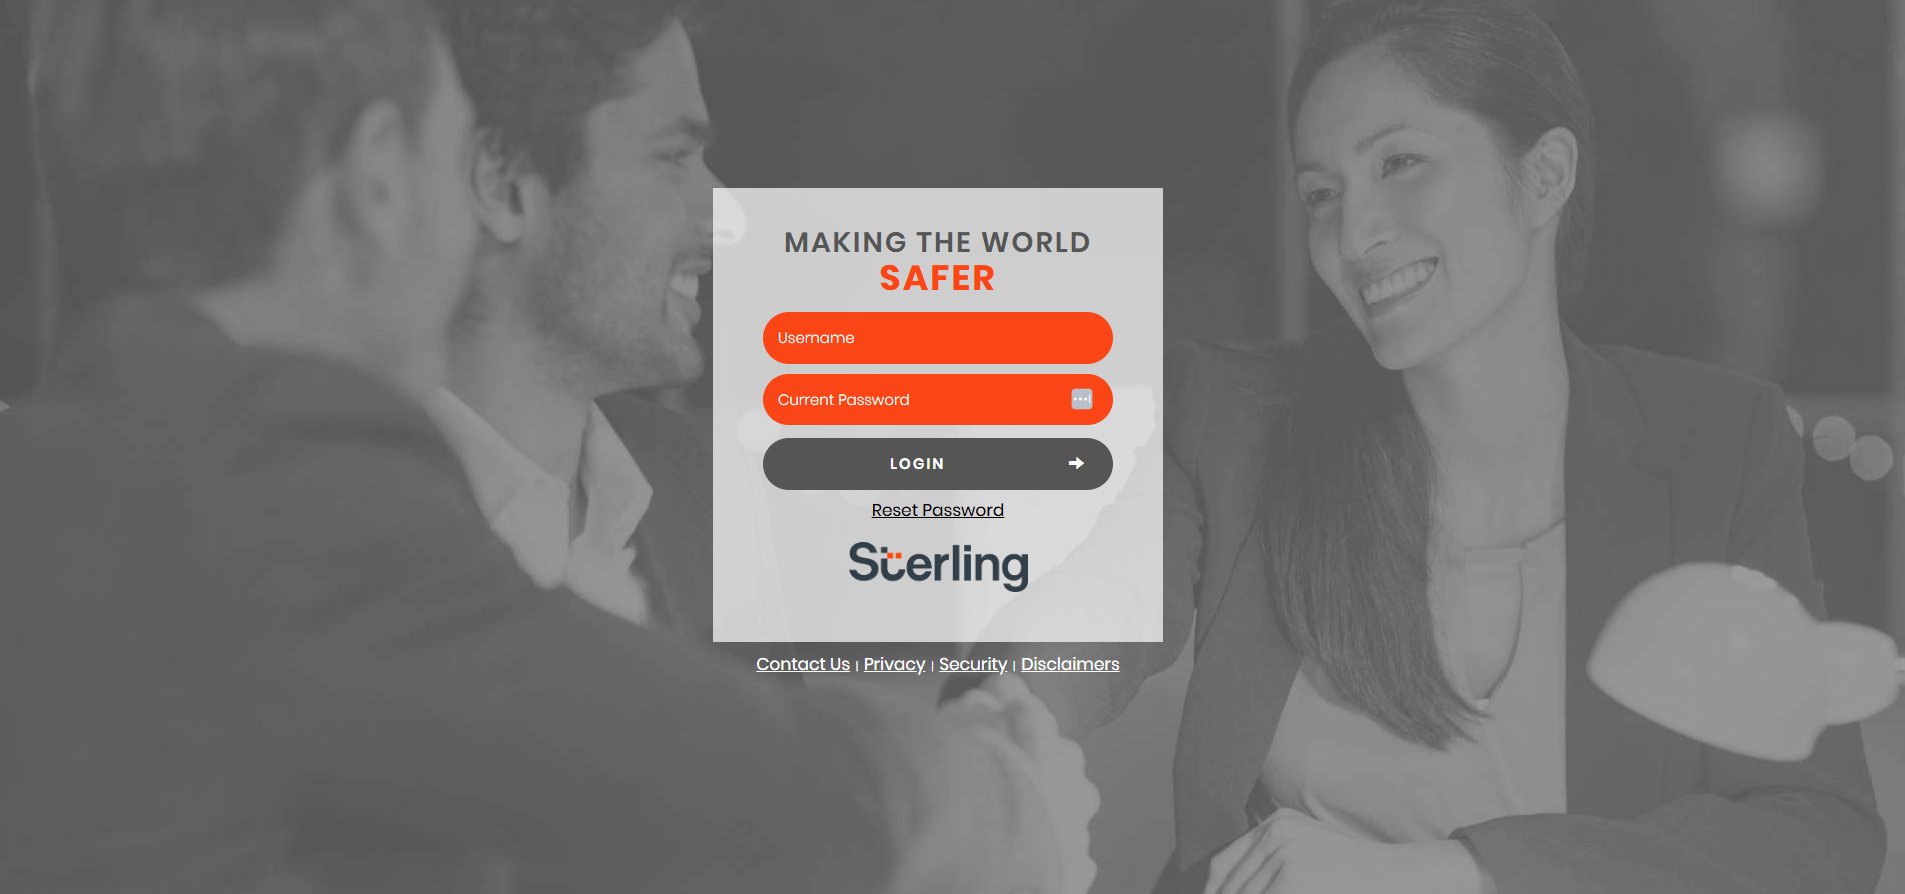 MAKING THE WORLD
SAFER
Username
Current Password
LOGIN
Reset Password
Sterling
Contact Us | Privacy | Security | Disclaimers